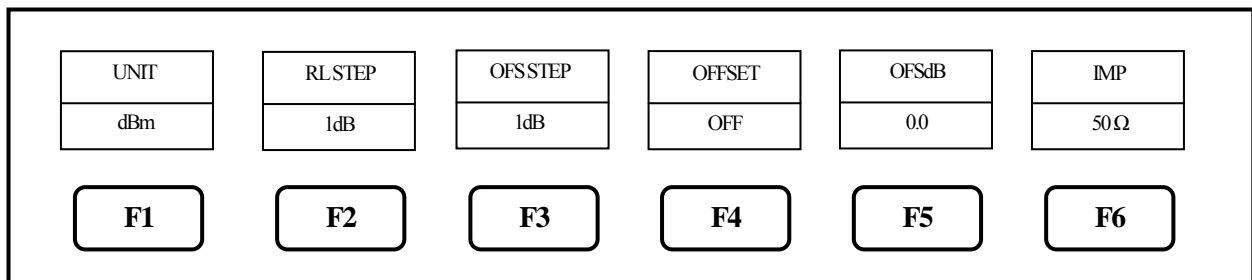 UNIT RL STEP OFS STEP OFFSET OFSdB IMP
dBm 1dB 1dB OFF 0.0 50 Ω
F1 F2 F3 F4 F5 F6